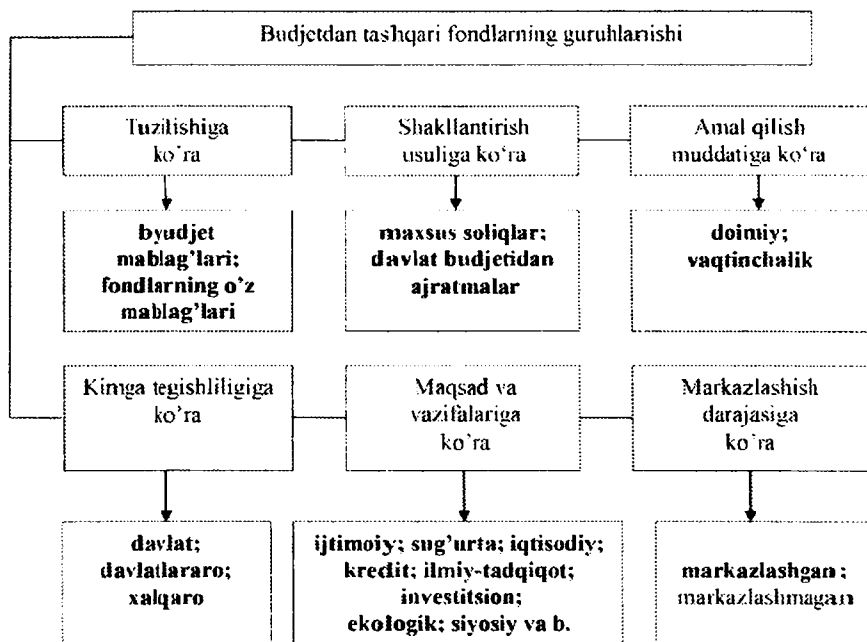 Budjetdan tashqari fondlarning guruhlanishi
Tuzilishiga
ko'ra
Shakllantirish
usuliga ko‘ra
Amal qilish
muddatiga ko‘ra
byudjet
mablag’lari;
fondlarning o’z
mablag’lari
maxsus soliqlar;
davlat budjetidan
ajratmalar
doimiy;
vaqtinchalik
Kimga tegishliligiga
ko’ra
Maqsad va
vazifalariga
ko’ra
Markazlashish
darajasiga
ko’ra
davlat;
davlatlararo;
xalqaro
ijtimoiy; sug’urta; iqtisodiy;
kredit; ilmiy-tadqiqot;
investitsion;
ekologik; siyosiy va b.
markazlashgan;
markazlashmagan